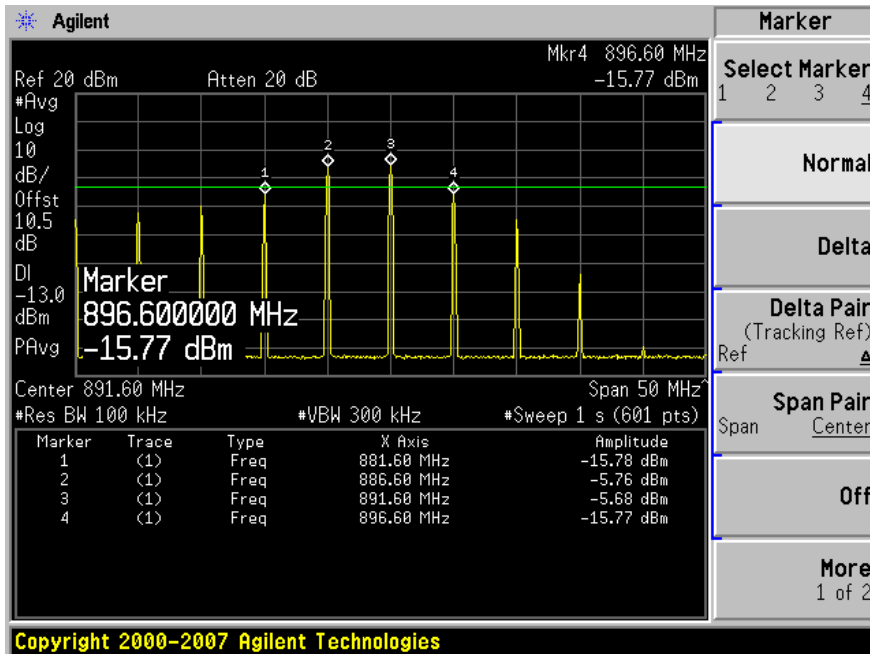 Agilent
Marker
Mkr4 896.60 MHz
Ref 20 dBm Atten 20 dB -15.77 dBm
#Avg
Log
10
dB/
Offst
10.5
dB
DI
-13.0
dBm
PAvg
1
2
3
4
Marker
896.600000 MHz
-15.77 dBm
Center 891.60 MHz Span 50 MHz^
#Res BW 100 kHz #VBW 300 kHz #Sweep 1 s (601 pts)
Marker Trace Type X Axis Amplitude
1 (1) Freq 881.60 MHz -15.78 dBm
2 (1) Freq 886.60 MHz -5.76 dBm
3 (1) Freq 891.60 MHz -5.68 dBm
4 (1) Freq 896.60 MHz -15.77 dBm
Select Marker
1 2 3 4
Normal
Delta
Delta Pair
(Tracking Ref)
Ref Δ
Span Pair
Span Center
Off
More
1 of 2
Copyright 2000-2007 Agilent Technologies